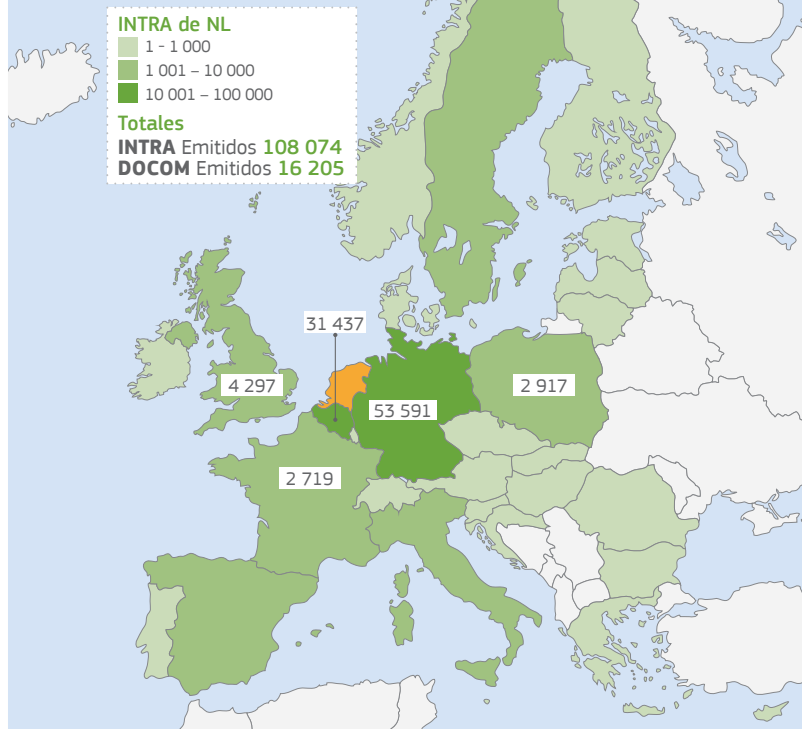 INTRA de NL
1 - 1 000
1 001 – 10 000
10 001 – 100 000
Totales
INTRA Emitidos 108 074
DOCOM Emitidos 16 205
31 437
4 297
2 917
53 591
2 719